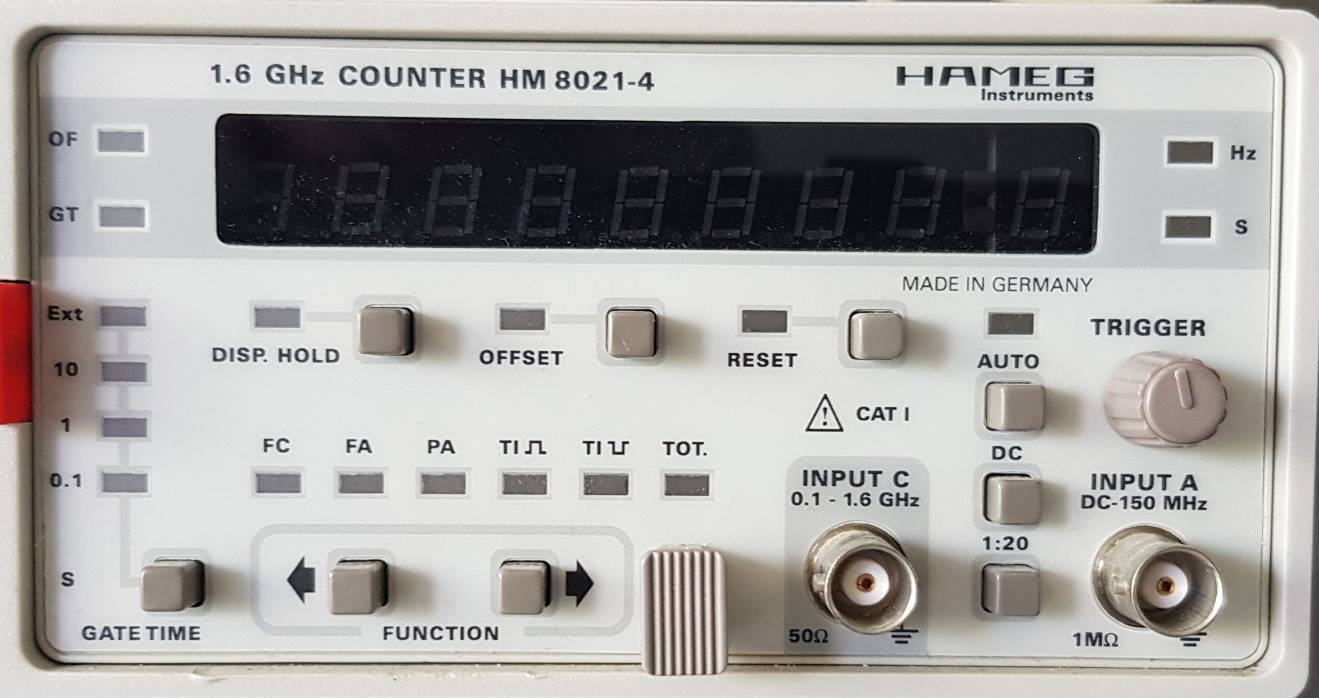 1.6 GHz COUNTER HM 8021-4
HAMEG
Instruments
OF
Hz
GT
S
MADE IN GERMANY
Ext
DISP. HOLD
OFFSET
RESET
AUTO
TRIGGER
10
1
CAT I
FC
FA
PA
TI
TI
TOT.
DC
0.1
INPUT C
0.1 - 1.6 GHz
INPUT A
DC-150 MHz
1:20
S
GATE TIME
FUNCTION
50Ω
1MΩ